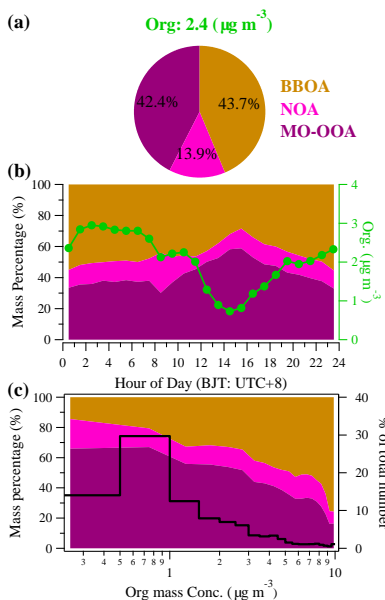 (a)
Org: 2.4 (μg m⁻³)
42.4%
43.7%
13.9%
BBOA
NOA
MO-OOA
(b)
Mass Percentage (%)
100
80
60
40
20
0
4
3
2
1
0
Org. (μg m⁻³)
0 2 4 6 8 10 12 14 16 18 20 22 24
Hour of Day (BJT: UTC+8)
(c)
Mass percentage (%)
100
80
60
40
20
0
40
30
20
10
0
% of total number
3 4 5 6 7 8 9 1 2 3 4 5 6 7 8 9 10
Org mass Conc. (μg m⁻³)